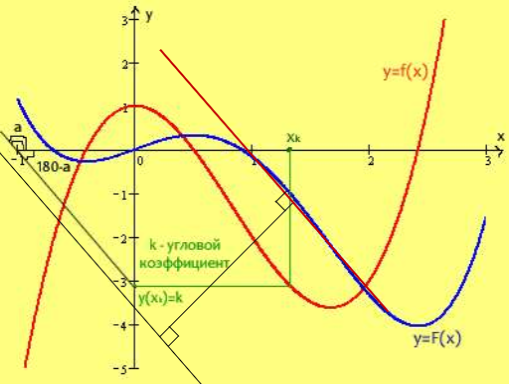 y
3
2
1
y=f(x)
a
xk
x
-1
0
1
2
3
180-a
-1
-2
k - угловой
коэффициент
-3
y(xk)=k
-4
y=F(x)
-5